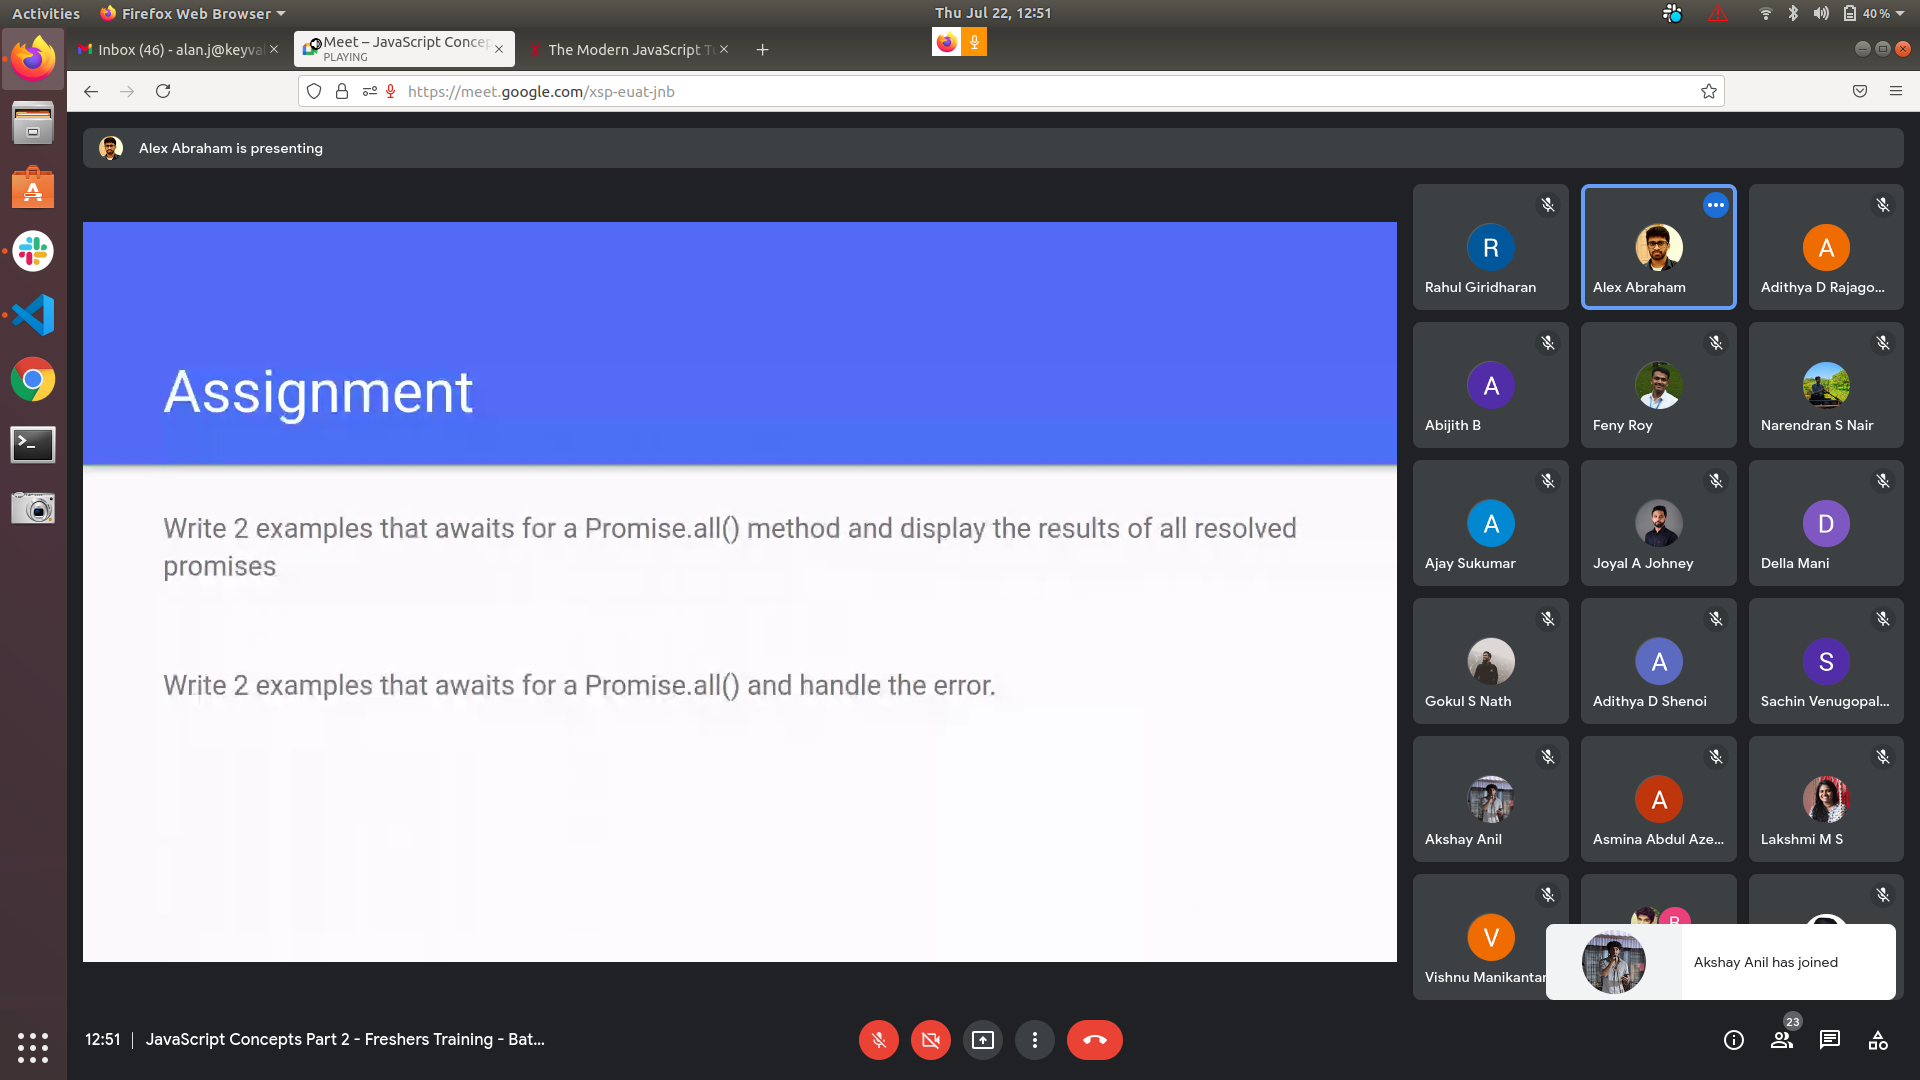 Activities
Firefox Web Browser
Thu Jul 22, 12:51
40 %
Inbox (46) - alan.j@keyval
Meet – JavaScript Concep
PLAYING
The Modern JavaScript T
https://meet.google.com/xsp-euat-jnb
Alex Abraham is presenting
Assignment
Write 2 examples that awaits for a Promise.all() method and display the results of all resolved
promises
Write 2 examples that awaits for a Promise.all() and handle the error.
R
Rahul Giridharan
Alex Abraham
A
Adithya D Rajago...
A
Abijith B
Feny Roy
Narendran S Nair
A
Ajay Sukumar
Joyal A Johney
D
Della Mani
Gokul S Nath
A
Adithya D Shenoi
S
Sachin Venugopal...
Akshay Anil
A
Asmina Abdul Aze...
Lakshmi M S
V
Vishnu Manikantan
Akshay Anil has joined
12:51
JavaScript Concepts Part 2 - Freshers Training - Bat...
23